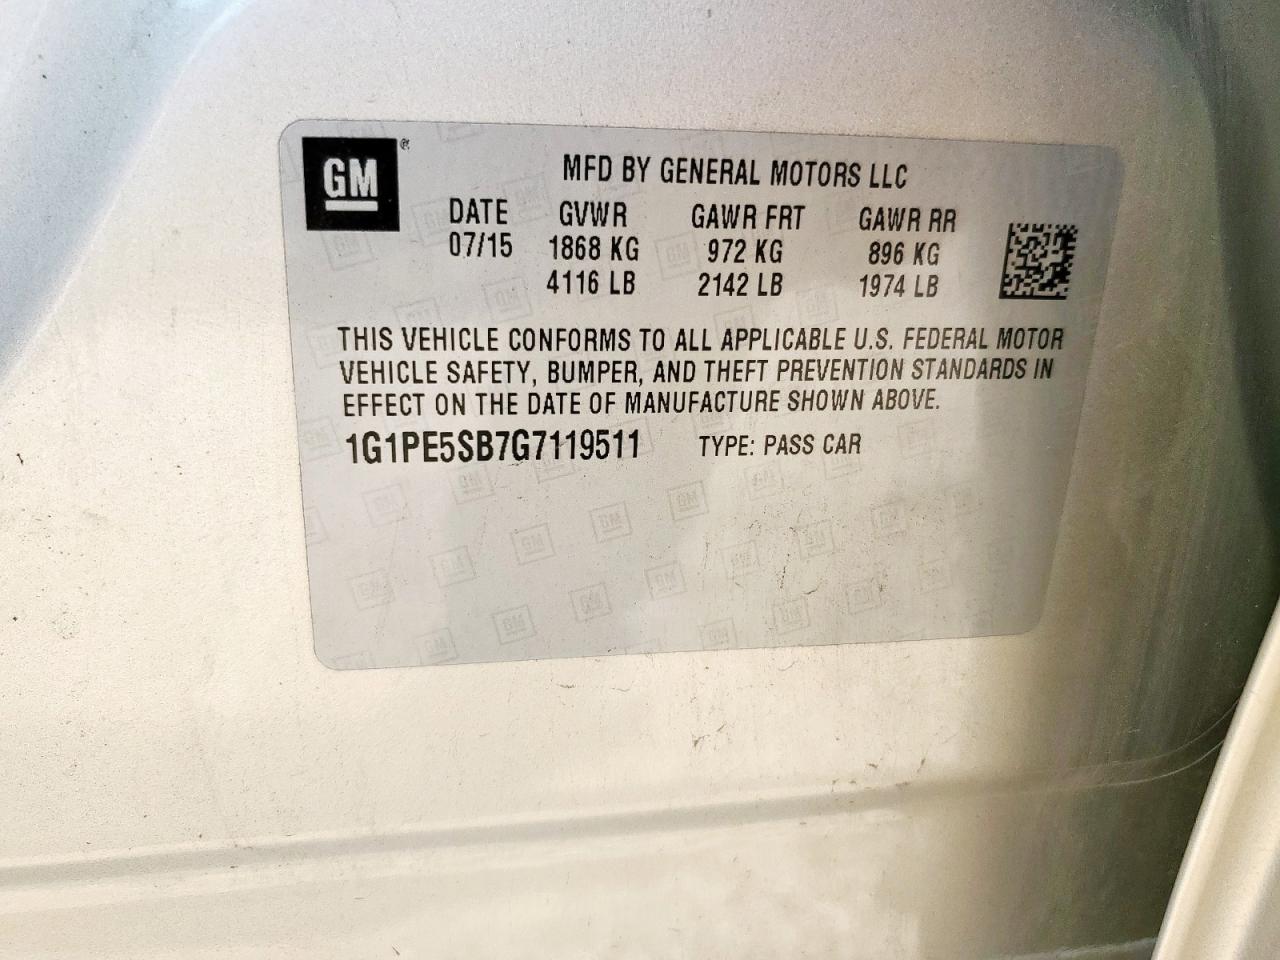 GM®
MFD BY GENERAL MOTORS LLC
DATE GVWR GAWR FRT GAWR RR
07/15 1868 KG 972 KG 896 KG
4116 LB 2142 LB 1974 LB
THIS VEHICLE CONFORMS TO ALL APPLICABLE U.S. FEDERAL MOTOR
VEHICLE SAFETY, BUMPER, AND THEFT PREVENTION STANDARDS IN
EFFECT ON THE DATE OF MANUFACTURE SHOWN ABOVE.
1G1PE5SB7G7119511 TYPE: PASS CAR